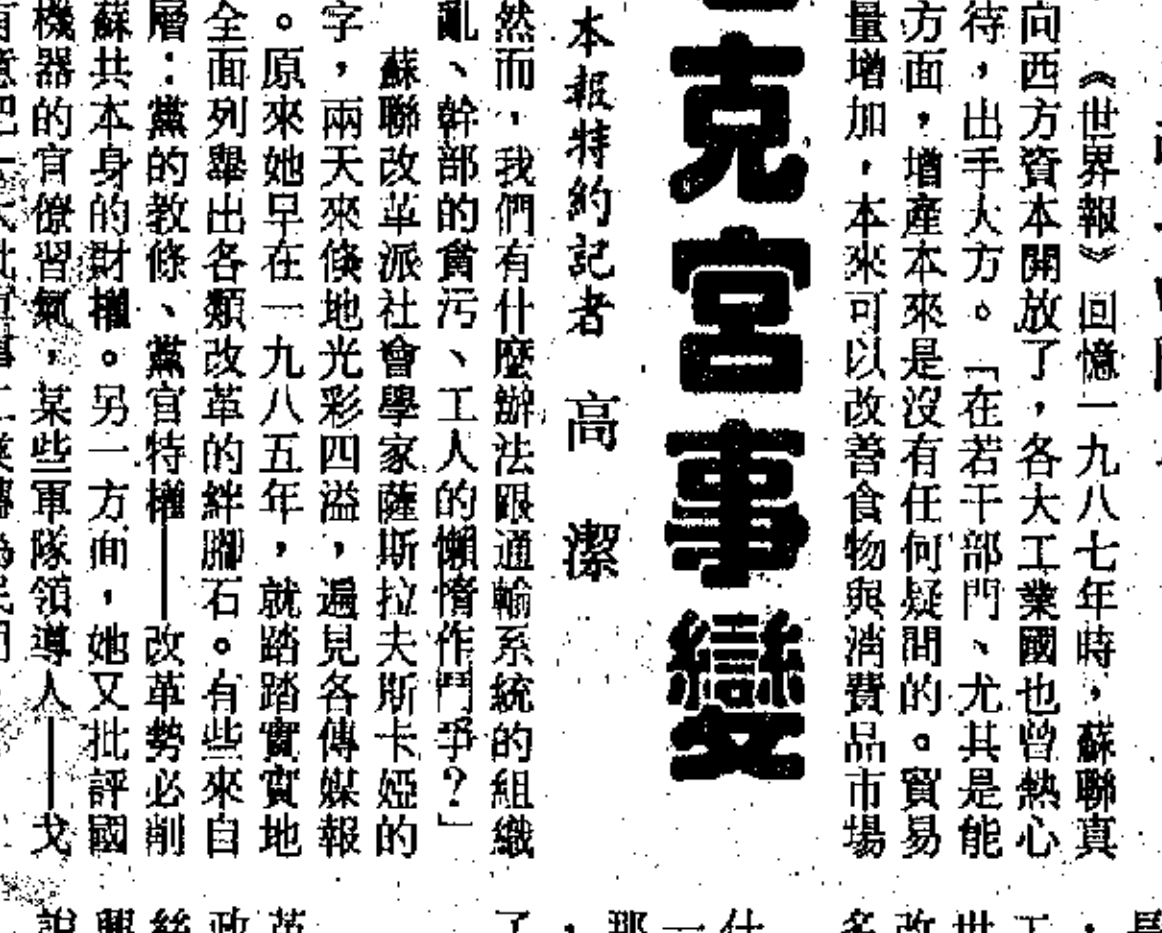 《世界報》回憶一九八七年時，蘇聯真
向西方資本開放了，各大工業國也曾熱心
待，出手大方。「在若干部門、尤其是能
方面，增產本來是沒有任何疑問的。貿易
量增加，本來可以改善食物與消費品市場
克宮事變
本報特約記者 高潔
然而，我們有什麼辦法跟通輸系統的組織
亂、幹部的貪污、工人的懶惰作鬥爭？」
蘇聯改革派社會學家薩斯拉夫斯卡婭的
字，兩天來倏地光彩四溢，遍見各傳媒報
。原來她早在一九八五年，就踏踏實實地
全面列舉出各類改革的絆腳石。有些來自
層：黨的教條、黨官特權——改革勢必削
蘇共本身的財權。另一方面，她又批評國
機器的官僚習氣，某些軍隊領導人——戈